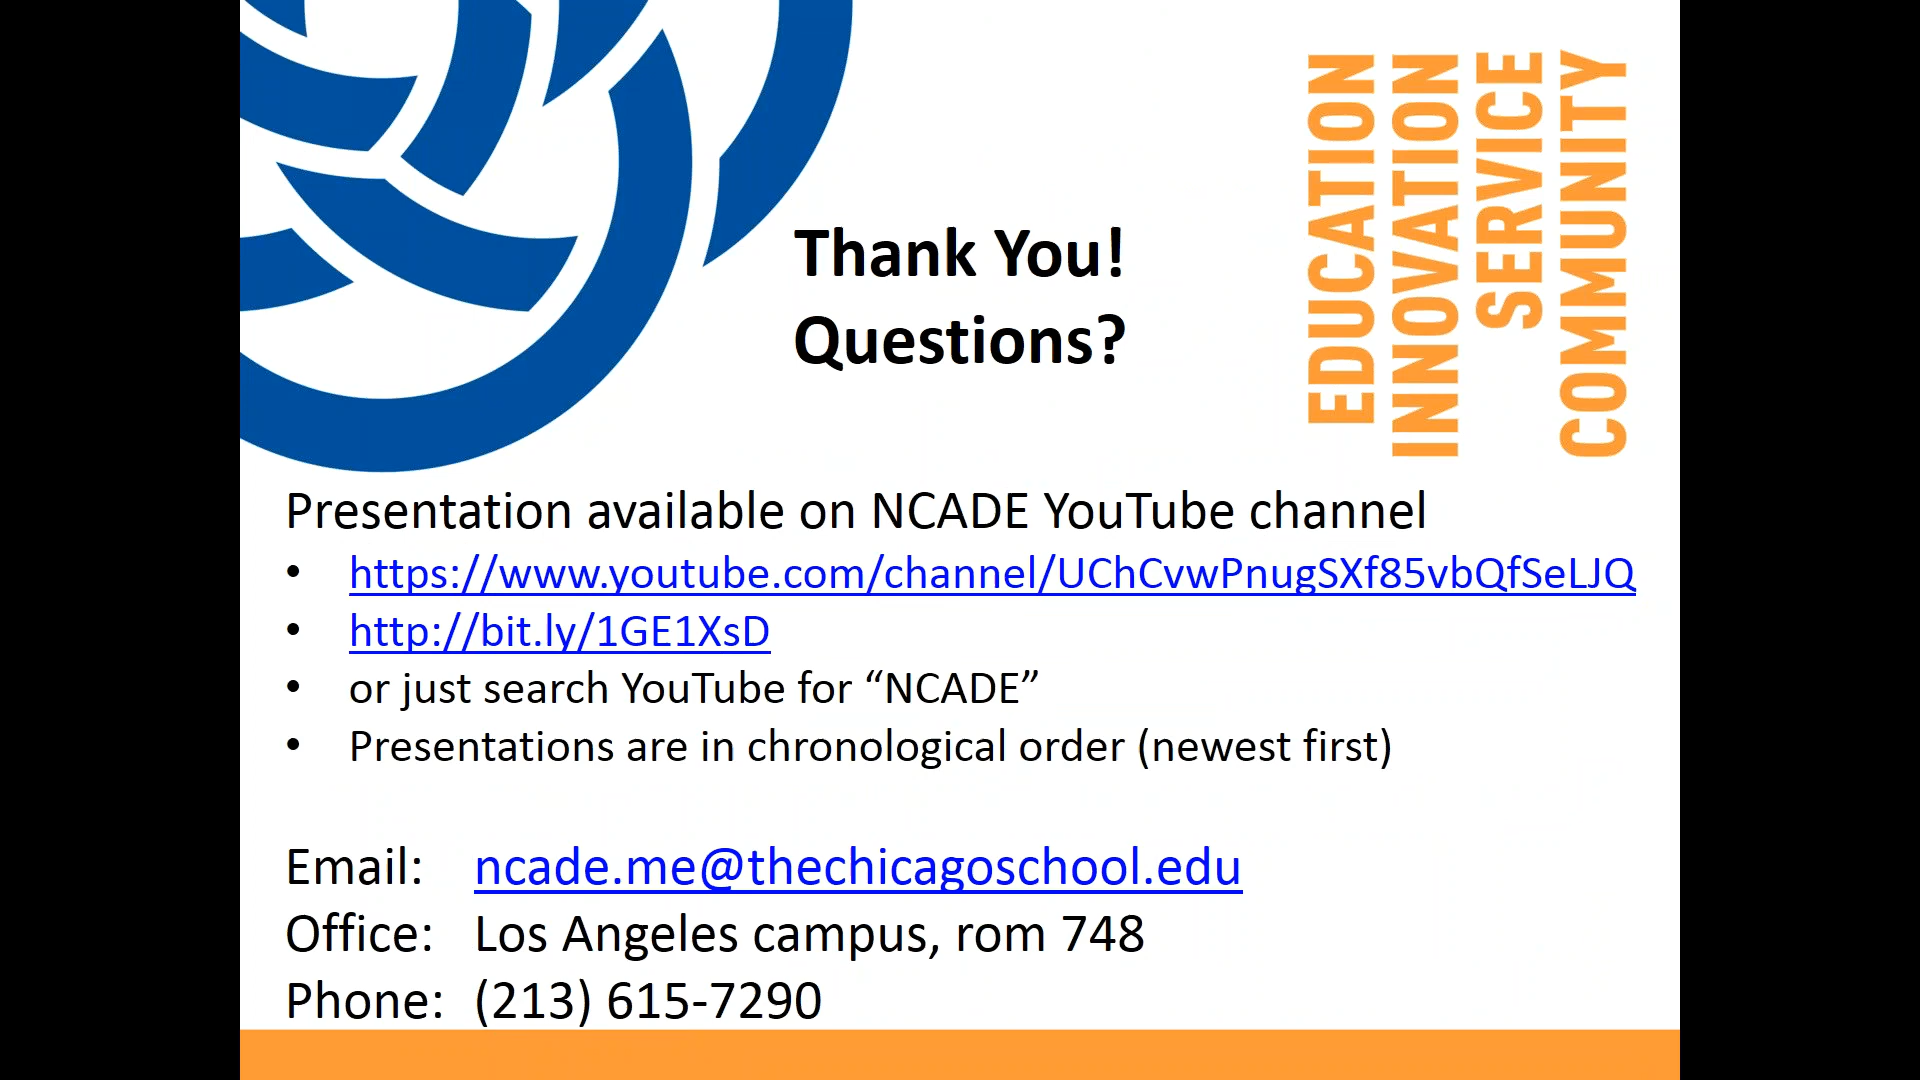 Thank You!
Questions?
EDUCATION
INNOVATION
SERVICE
COMMUNITY
Presentation available on NCADE YouTube channel
• https://www.youtube.com/channel/UChCvwPnugSXf85vbQfSeLJQ
• http://bit.ly/1GE1XsD
• or just search YouTube for “NCADE”
• Presentations are in chronological order (newest first)
Email: ncade.me@thechicagoschool.edu
Office: Los Angeles campus, rom 748
Phone: (213) 615-7290